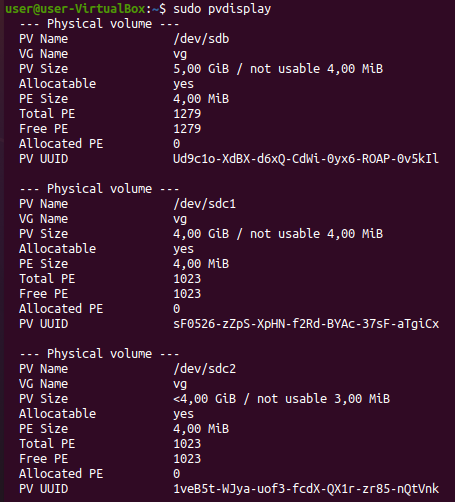 user@user-VirtualBox:~$ sudo pvdisplay
--- Physical volume ---
PV Name /dev/sdb
VG Name vg
PV Size 5,00 GiB / not usable 4,00 MiB
Allocatable yes
PE Size 4,00 MiB
Total PE 1279
Free PE 1279
Allocated PE 0
PV UUID Ud9c1o-XdBX-d6xQ-CdWi-0yx6-ROAP-0v5kIl
--- Physical volume ---
PV Name /dev/sdc1
VG Name vg
PV Size 4,00 GiB / not usable 4,00 MiB
Allocatable yes
PE Size 4,00 MiB
Total PE 1023
Free PE 1023
Allocated PE 0
PV UUID sF0526-zZpS-XpHN-f2Rd-BYAc-37sF-aTgiCx
--- Physical volume ---
PV Name /dev/sdc2
VG Name vg
PV Size <4,00 GiB / not usable 3,00 MiB
Allocatable yes
PE Size 4,00 MiB
Total PE 1023
Free PE 1023
Allocated PE 0
PV UUID 1veB5t-WJya-uof3-fcdX-QX1r-zr85-nQtVnk